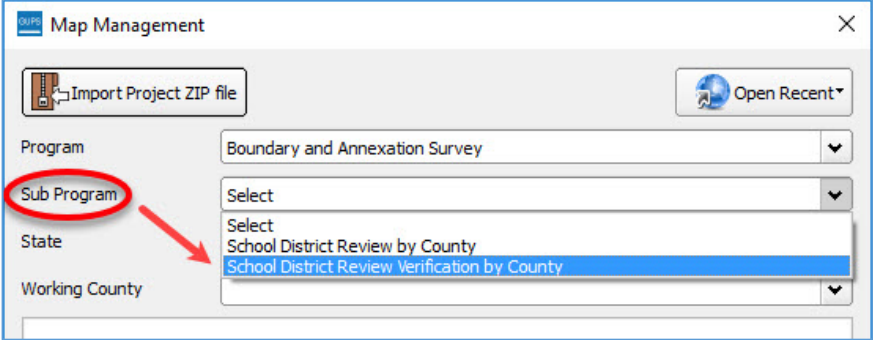 GUPS Map Management
Import Project ZIP file Open Recent
Program Boundary and Annexation Survey
Sub Program Select
Select
State School District Review by County
School District Review Verification by County
Working County